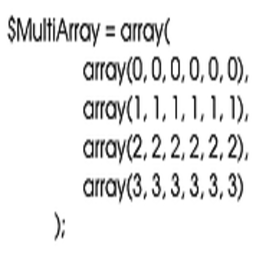 $MultiArray = array(
array(0, 0, 0, 0, 0, 0),
array(1, 1, 1, 1, 1, 1),
array(2, 2, 2, 2, 2, 2),
array(3, 3, 3, 3, 3, 3)
);